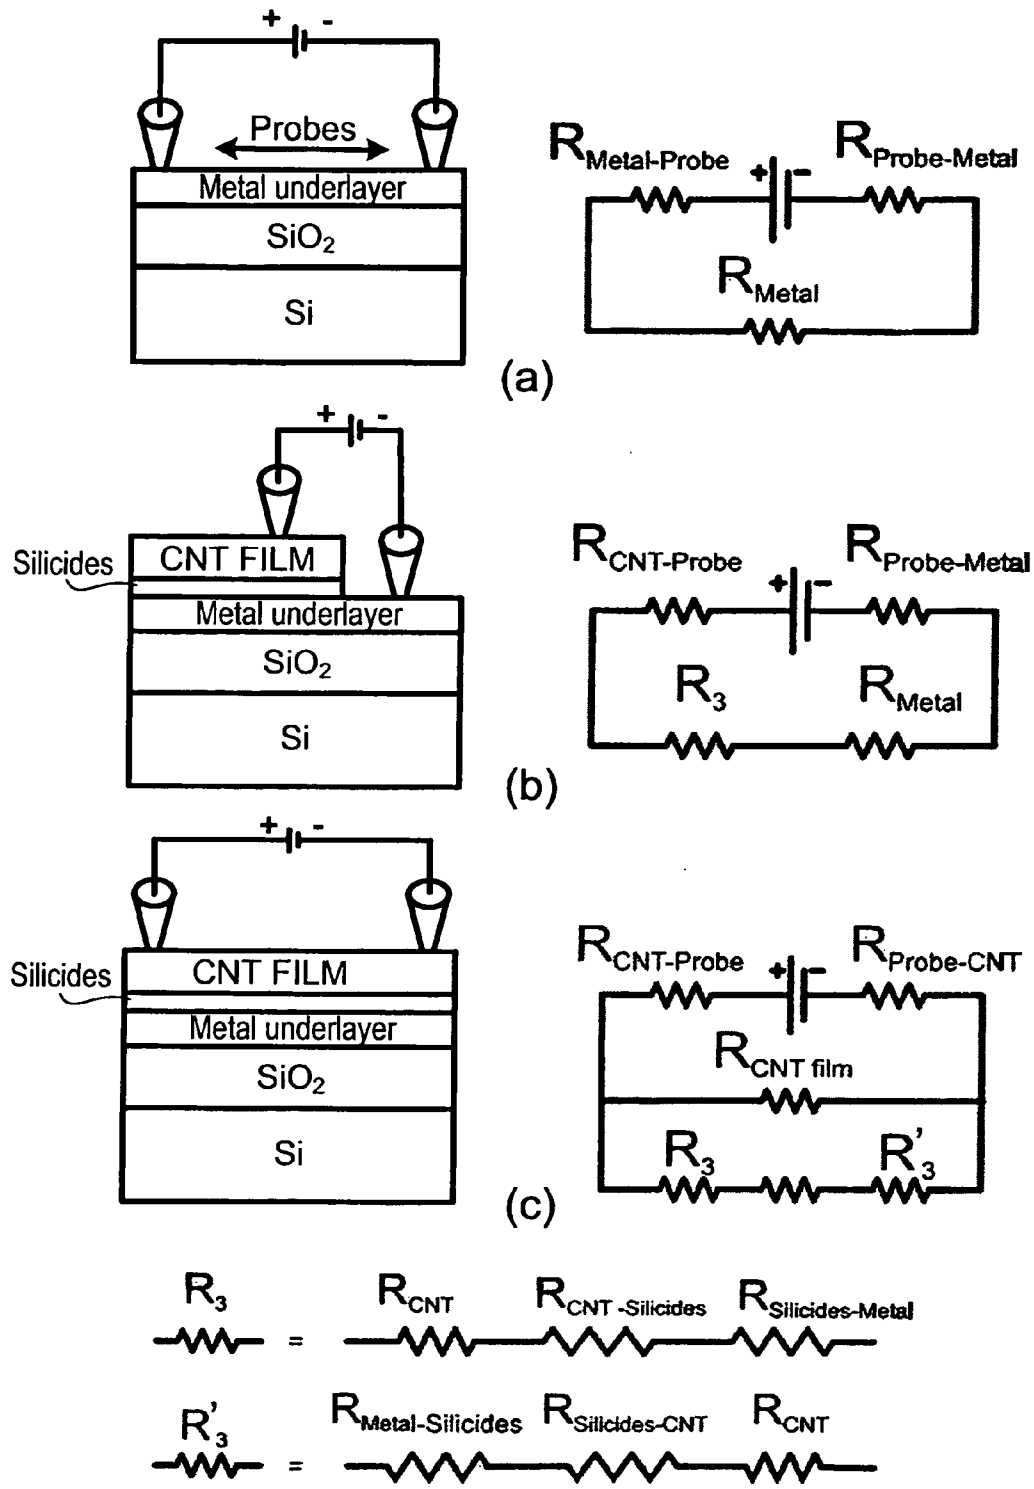 + -
Probes
Metal underlayer
SiO2
Si
RMetal-Probe
+ -
RProbe-Metal
RMetal
(a)
+ -
Silicides
CNT FILM
Metal underlayer
SiO2
Si
RCNT-Probe
+ -
RProbe-Metal
R3
RMetal
(b)
+ -
Silicides
CNT FILM
Metal underlayer
SiO2
Si
RCNT-Probe
+ -
RProbe-CNT
RCNT film
R3
R'3
(c)
R3 = RCNT RCNT-Silicides RSilicides-Metal
R'3 = RMetal-Silicides RSilicides-CNT RCNT